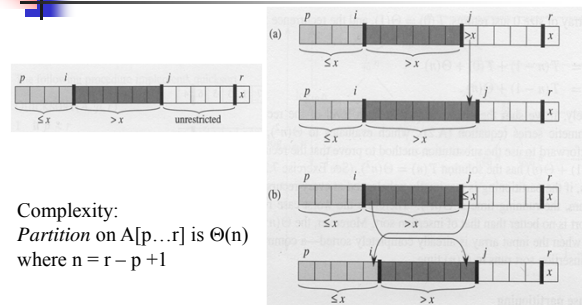 p i j r
x
≤x >x unrestricted
Complexity:
Partition on A[p…r] is Θ(n)
where n = r – p +1
(a)
p i j r
>x x
≤x >x
p i j r
x
≤x >x
(b)
p i j r
≤x x
≤x >x
p i j r
x
≤x >x